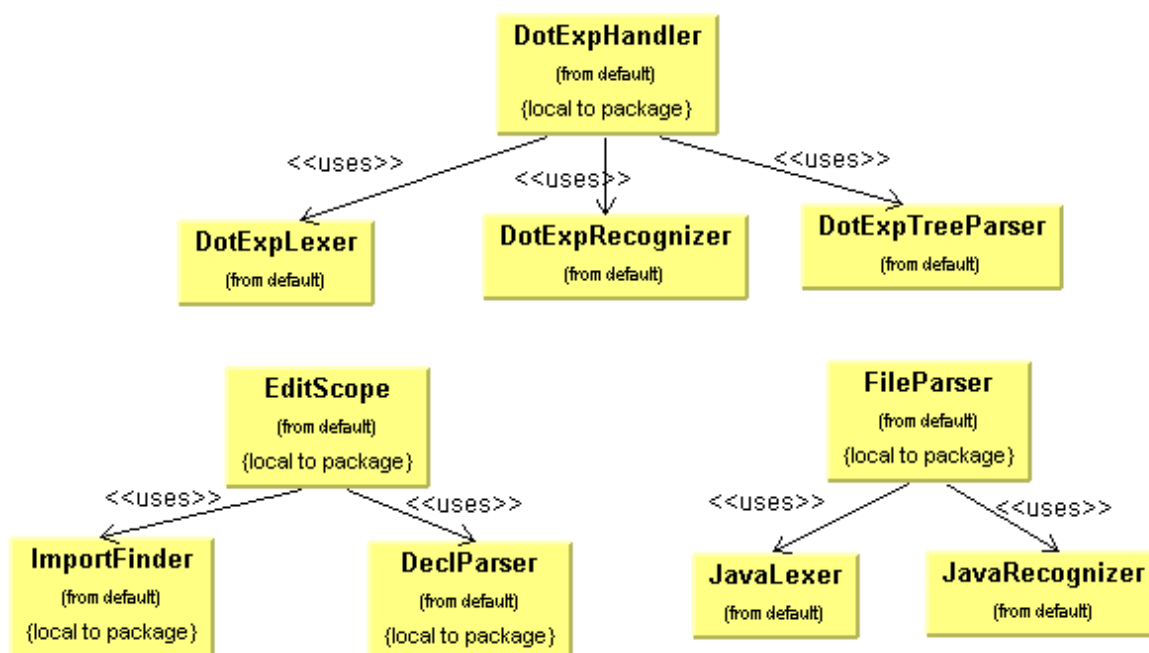 DotExpHandler
(from default)
{local to package}
<<uses>>
<<uses>>
<<uses>>
DotExpLexer
(from default)
DotExpRecognizer
(from default)
DotExpTreeParser
(from default)
EditScope
(from default)
{local to package}
<<uses>>
<<uses>>
ImportFinder
(from default)
{local to package}
DeclParser
(from default)
{local to package}
FileParser
(from default)
{local to package}
<<uses>>
<<uses>>
JavaLexer
(from default)
JavaRecognizer
(from default)